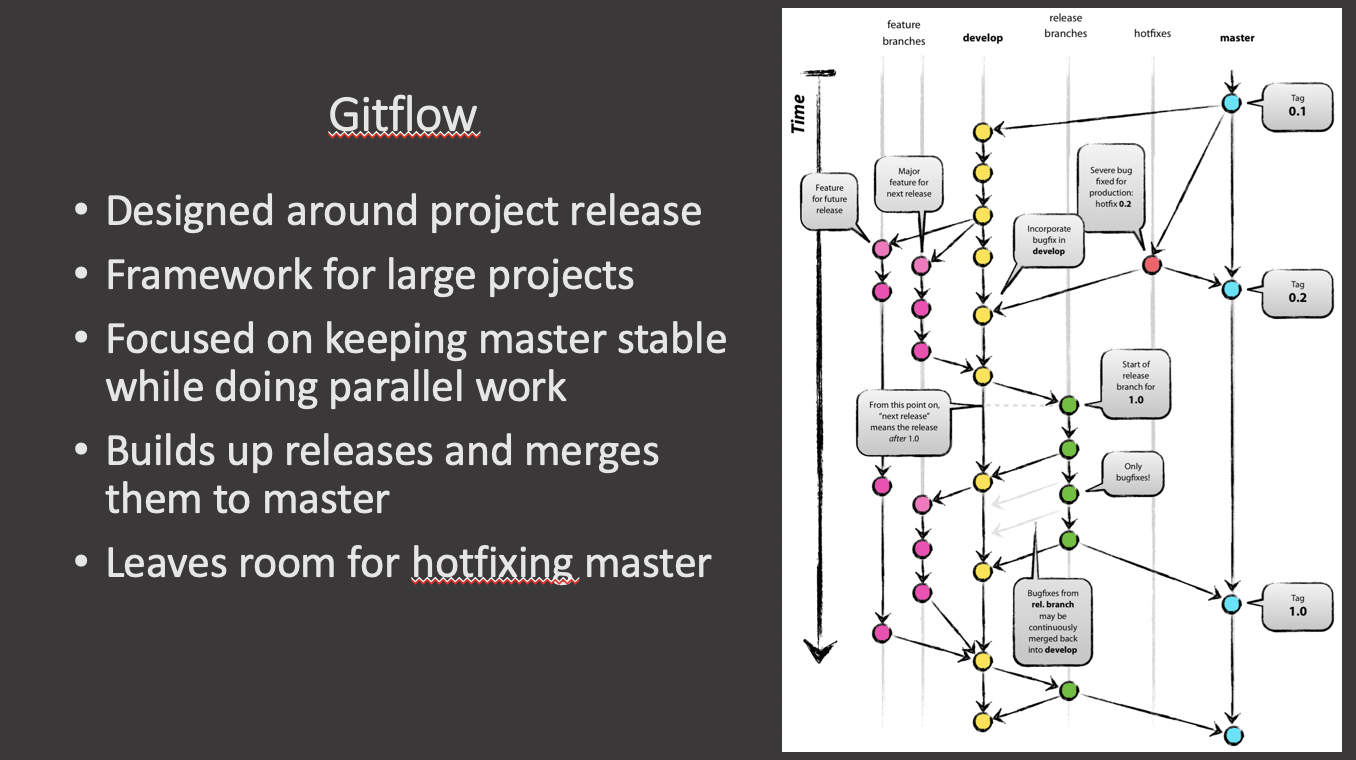 Gitflow
• Designed around project release
• Framework for large projects
• Focused on keeping master stable
while doing parallel work
• Builds up releases and merges
them to master
• Leaves room for hotfixing master
feature
branches
develop
release
branches
hotfixes
master
Time
Tag
0.1
Feature
for future
release
Major
feature for
next release
Severe bug
fixed for
production:
hotfix 0.2
Incorporate
bugfix in
develop
Tag
0.2
Start of
release
branch for
1.0
From this point on,
"next release"
means the release
after 1.0
Only
bugfixes!
Bugfixes from
rel. branch
may be
continuously
merged back
into develop
Tag
1.0